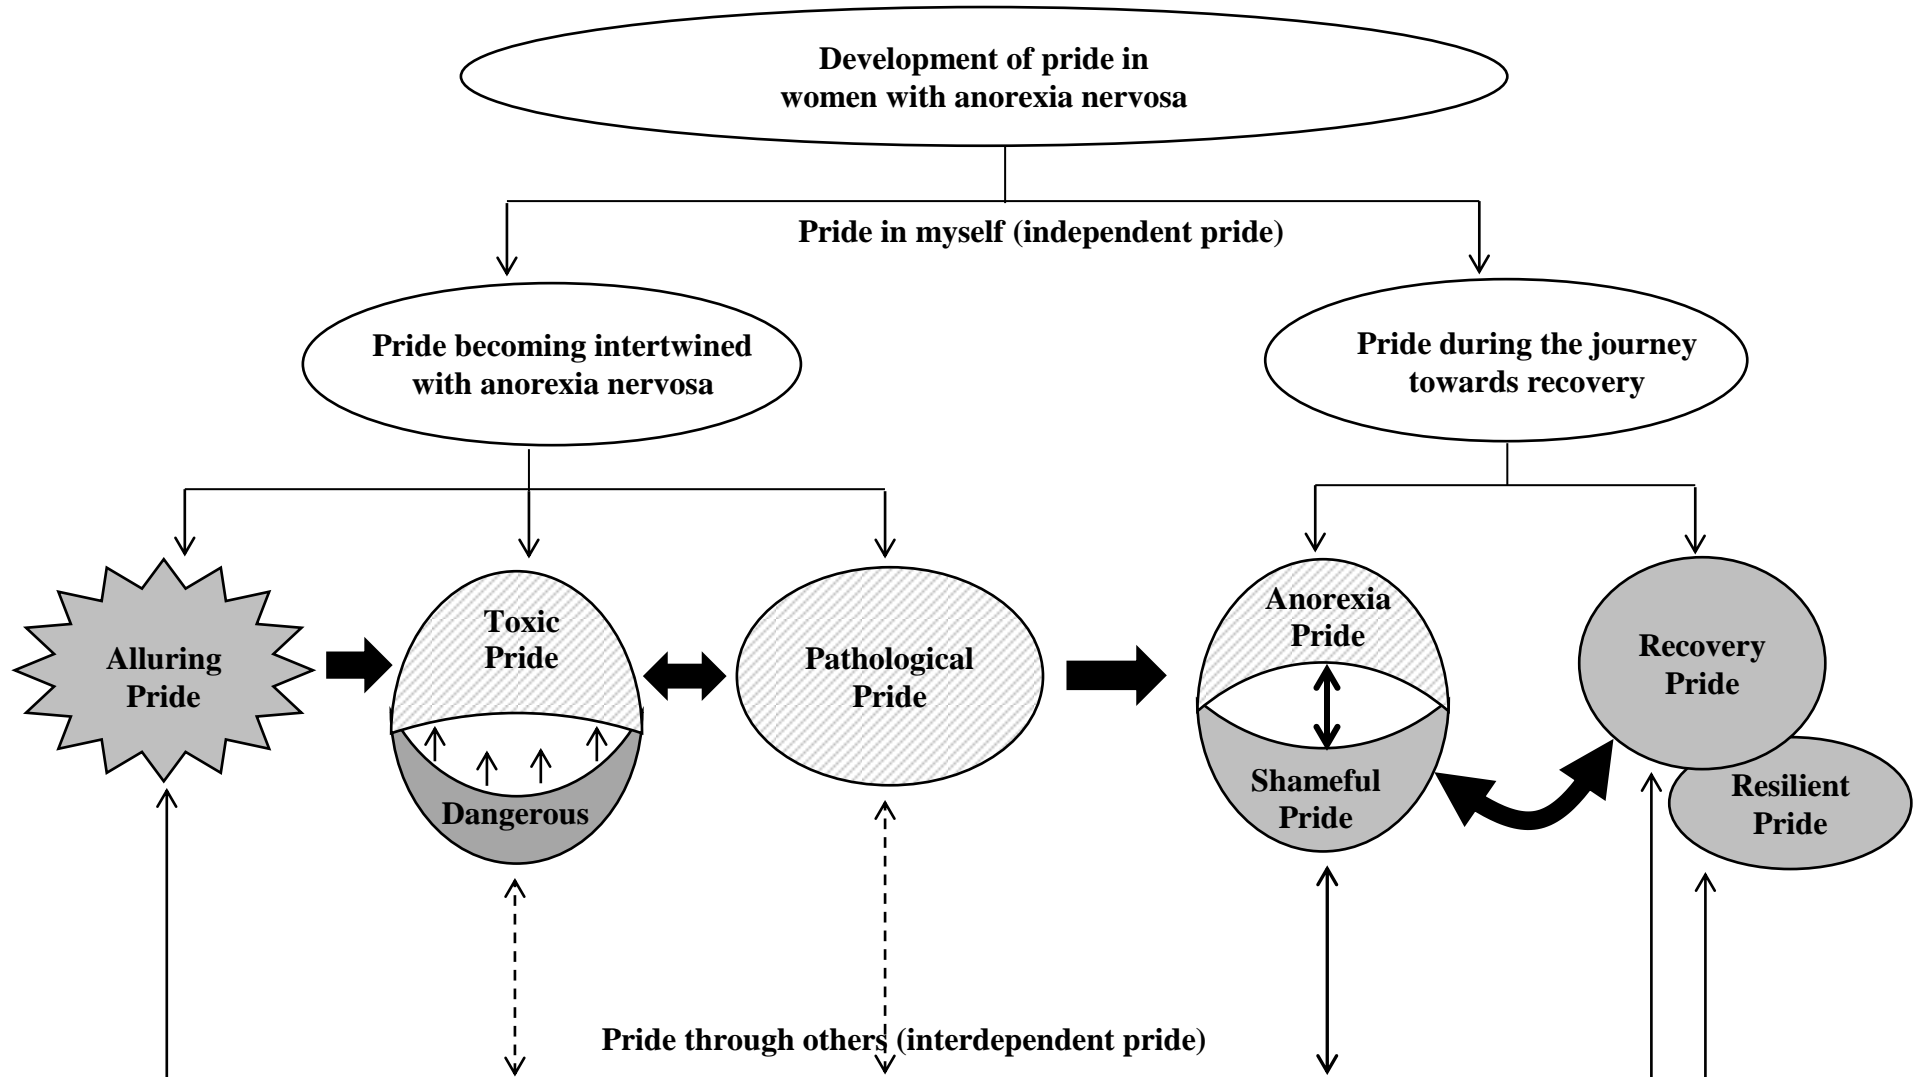 Development of pride in
women with anorexia nervosa
Pride in myself (independent pride)
Pride becoming intertwined
with anorexia nervosa
Pride during the journey
towards recovery
Alluring
Pride
Toxic
Pride
Dangerous
Pathological
Pride
Anorexia
Pride
Shameful
Pride
Recovery
Pride
Resilient
Pride
Pride through others (interdependent pride)